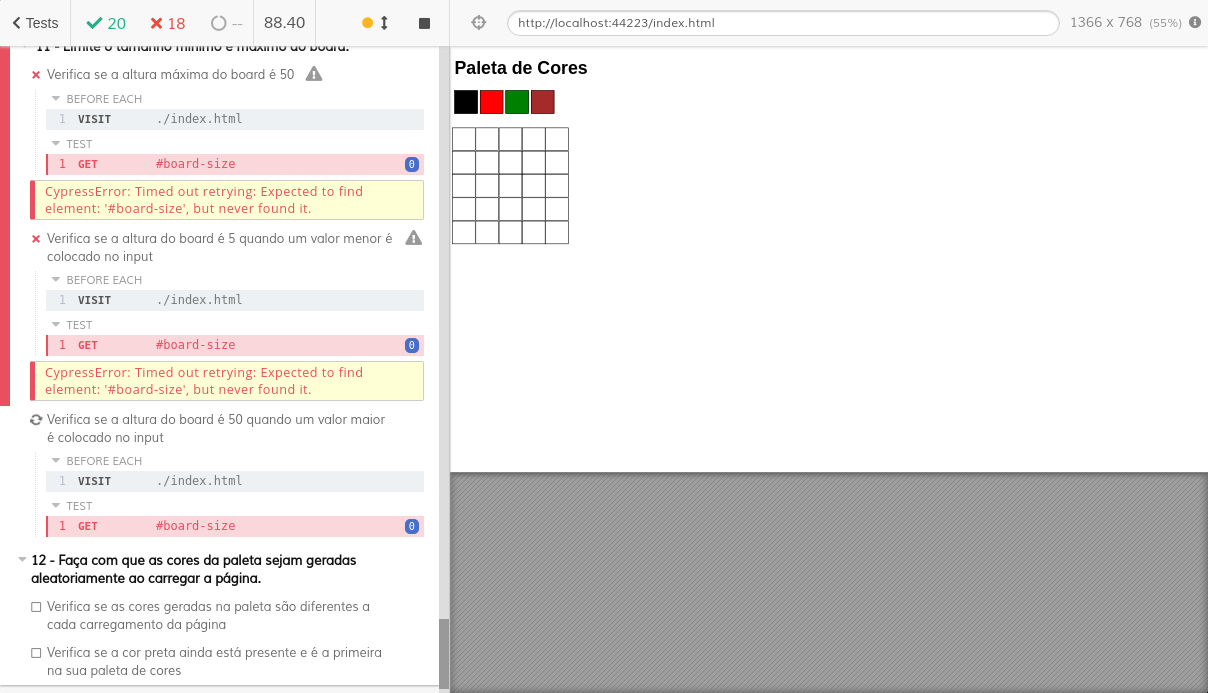 Tests 20 18 -- 88.40 http://localhost:44223/index.html 1366 x 768 (55%)
11 - Limite o tamanho mínimo e máximo do board.
Verifica se a altura máxima do board é 50
BEFORE EACH
1 VISIT ./index.html
TEST
1 GET #board-size 0
CypressError: Timed out retrying: Expected to find
element: '#board-size', but never found it.
Verifica se a altura do board é 5 quando um valor menor é
colocado no input
BEFORE EACH
1 VISIT ./index.html
TEST
1 GET #board-size 0
CypressError: Timed out retrying: Expected to find
element: '#board-size', but never found it.
Verifica se a altura do board é 50 quando um valor maior
é colocado no input
BEFORE EACH
1 VISIT ./index.html
TEST
1 GET #board-size 0
12 - Faça com que as cores da paleta sejam geradas
aleatoriamente ao carregar a página.
Verifica se as cores geradas na paleta são diferentes a
cada carregamento da página
Verifica se a cor preta ainda está presente e é a primeira
na sua paleta de cores
Paleta de Cores